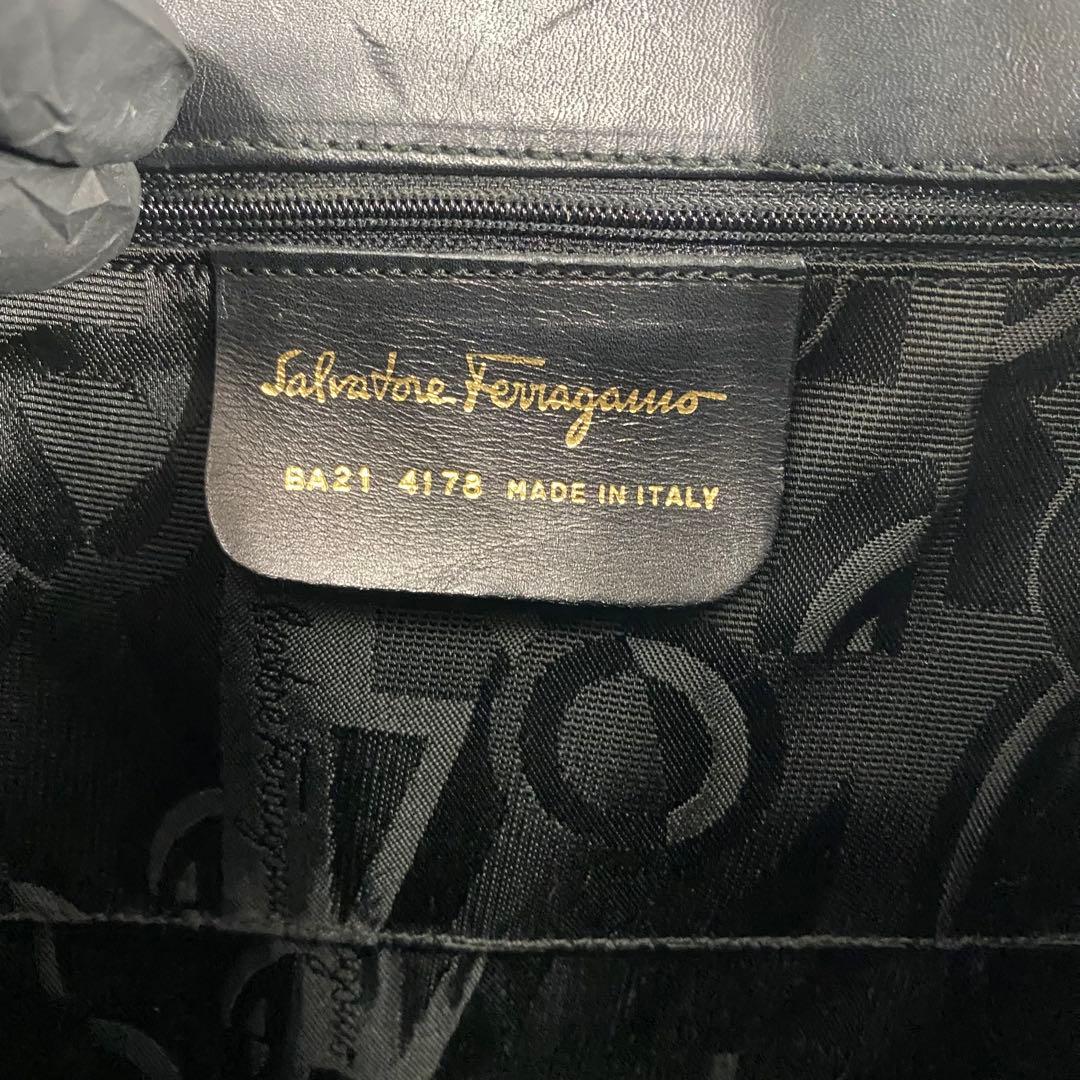 Salvatore Ferragamo
BA21 4178 MADE IN ITALY